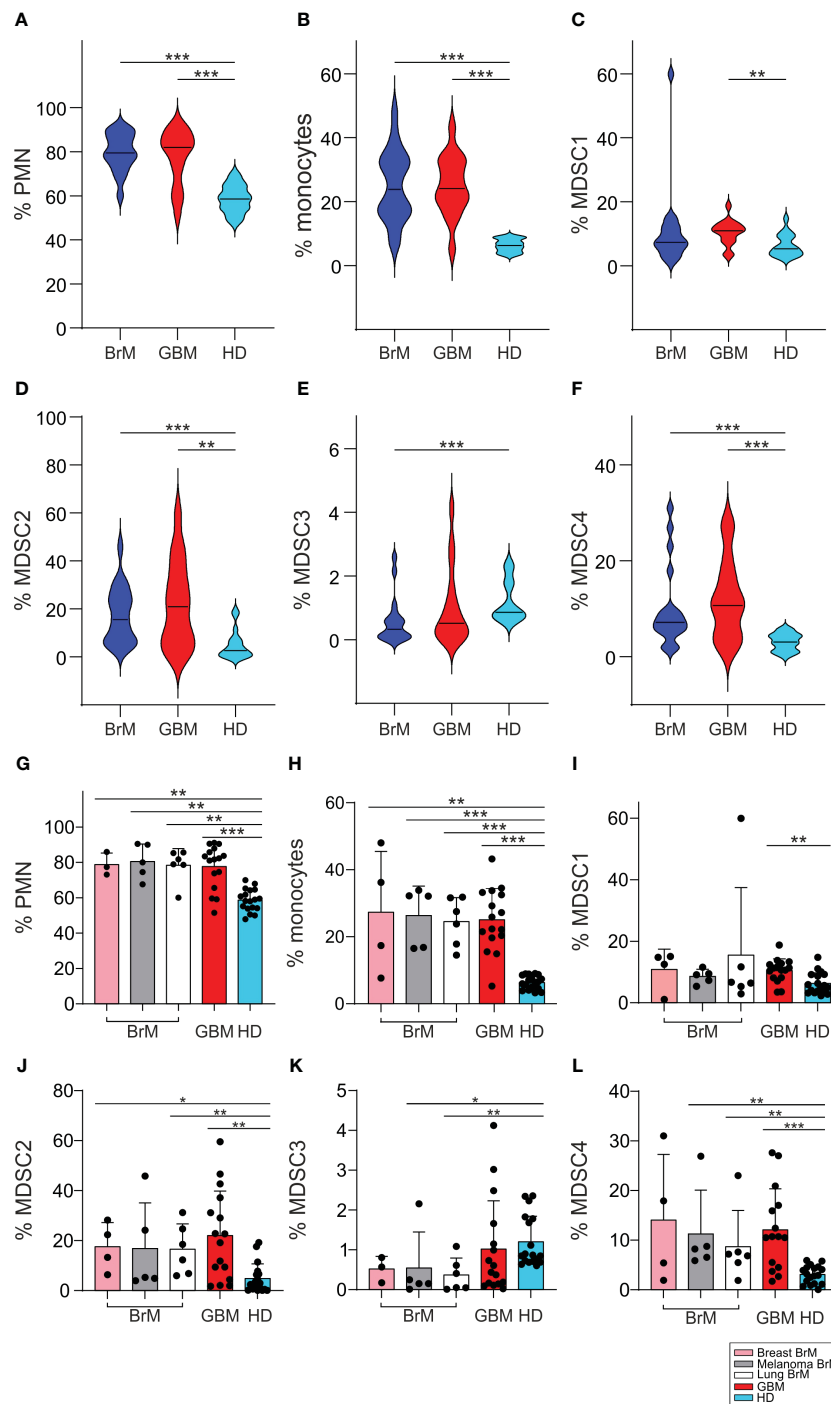 A
B
C
***
***
% PMN
100
80
60
40
20
0
BrM
GBM
HD
***
***
% monocytes
60
40
20
0
BrM
GBM
HD
**
% MDSC1
60
40
20
0
BrM
GBM
HD
D
E
F
***
**
% MDSC2
100
80
60
40
20
0
BrM
GBM
HD
***
% MDSC3
6
4
2
0
BrM
GBM
HD
***
***
% MDSC4
40
20
0
BrM
GBM
HD
G
H
I
**
**
**
***
% PMN
100
80
60
40
20
0
BrM
GBM HD
**
***
***
***
% monocytes
60
40
20
0
BrM
GBM HD
**
% MDSC1
60
40
20
0
BrM
GBM HD
J
K
L
*
**
**
% MDSC2
80
60
40
20
0
BrM
GBM HD
*
**
% MDSC3
5
4
3
2
1
0
BrM
GBM HD
**
**
***
% MDSC4
40
30
20
10
0
BrM
GBM HD
Breast BrM
Melanoma Br
Lung BrM
GBM
HD